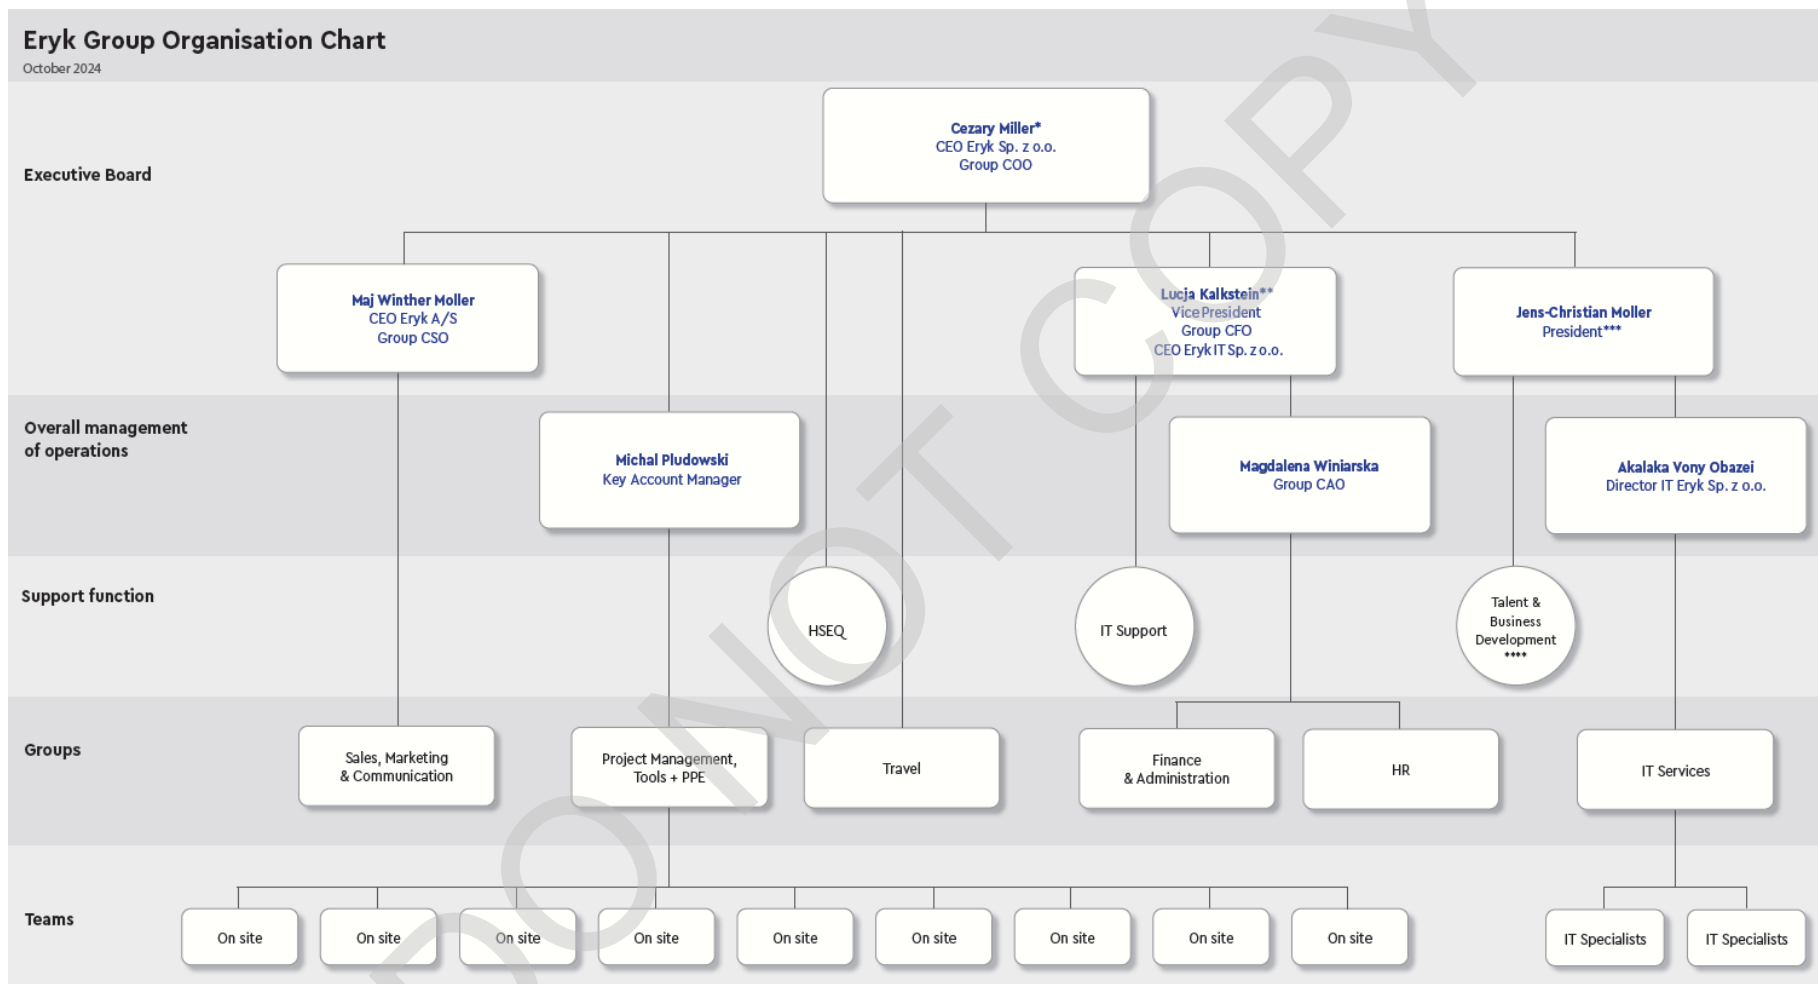 Eryk Group Organisation Chart
October 2024
Executive Board
Cezary Miller*
CEO Eryk Sp. z o.o.
Group COO
Maj Winther Moller
CEO Eryk A/S
Group CSO
Lucja Kalkstein**
Vice President
Group CFO
CEO Eryk IT Sp. z o.o.
Jens-Christian Moller
President***
Overall management
of operations
Michal Pludowski
Key Account Manager
Magdalena Winiarska
Group CAO
Akalaka Vony Obazei
Director IT Eryk Sp. z o.o.
Support function
HSEQ
IT Support
Talent &
Business
Development
****
Groups
Sales, Marketing
& Communication
Project Management,
Tools + PPE
Travel
Finance
& Administration
HR
IT Services
Teams
On site
On site
On site
On site
On site
On site
On site
On site
On site
IT Specialists
IT Specialists
DO NOT COPY